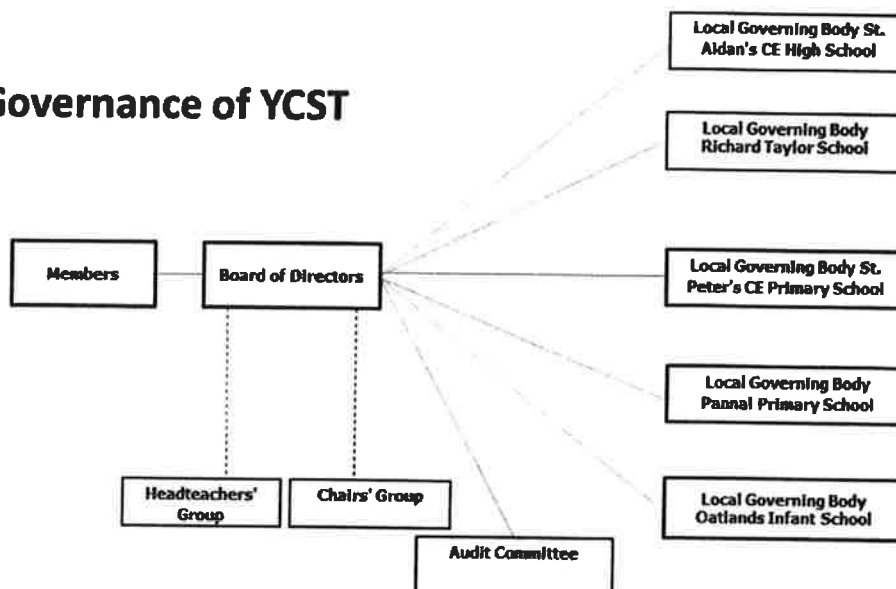 Local Governing Body St.
Aidan's CE High School
Governance of YCST
Local Governing Body
Richard Taylor School
Members
Board of Directors
Local Governing Body St.
Peter's CE Primary School
Local Governing Body
Pannal Primary School
Headteachers'
Group
Chairs' Group
Local Governing Body
Oatlands Infant School
Audit Committee